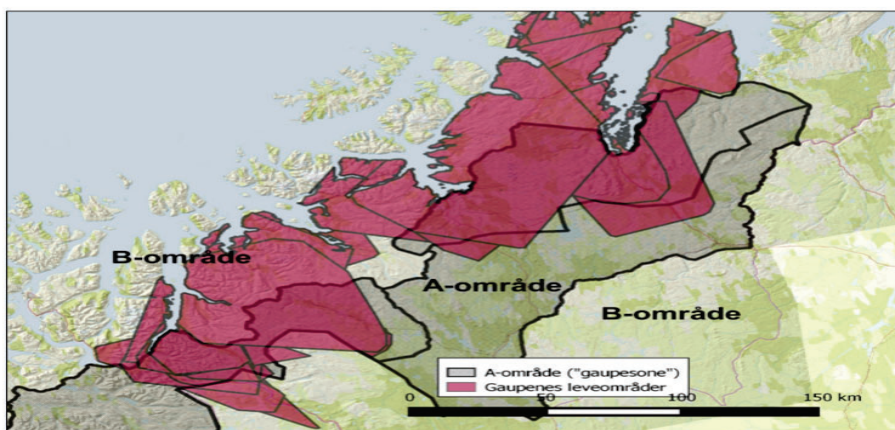 B-område
A-område
B-område
A-område ("gaupesone")
Gaupenes leveområder
0 50 100 150 km